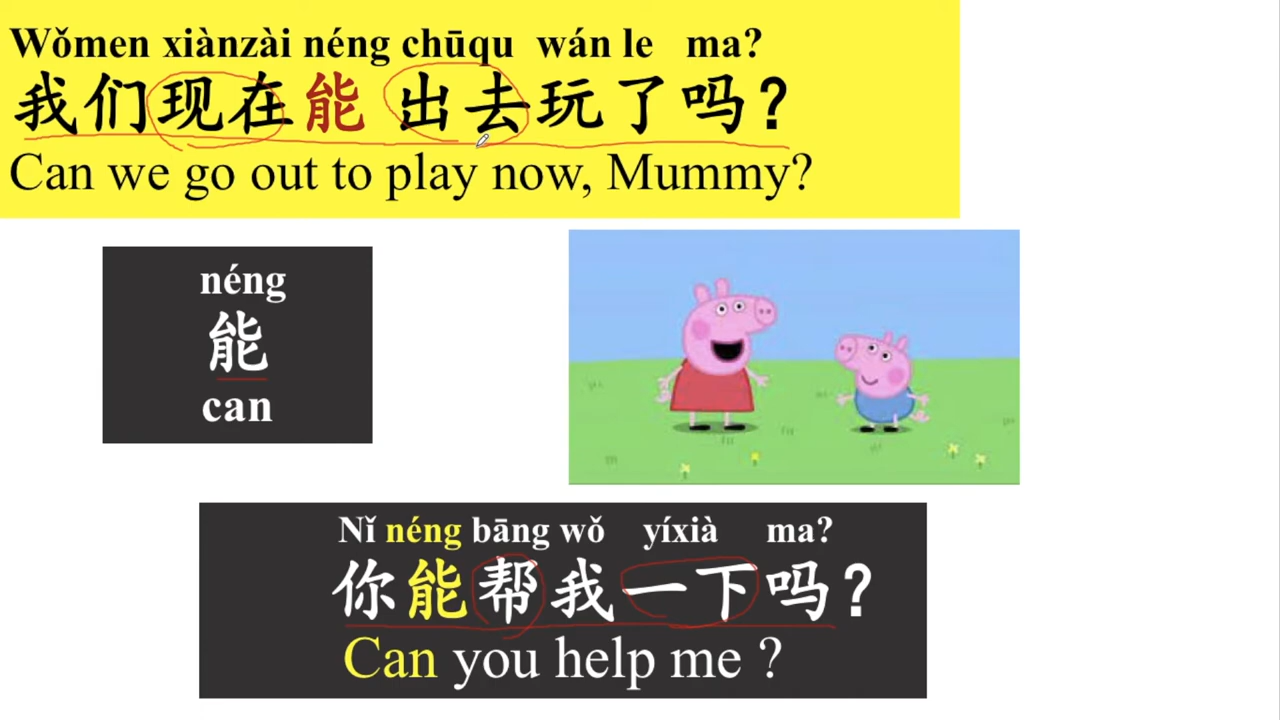 Wǒmen xiànzài néng chūqu wán le ma?
我们现在能出去玩了吗？
Can we go out to play now, Mummy?
néng
能
can
Nǐ néng bāng wǒ yíxià ma?
你能帮我一下吗？
Can you help me ?